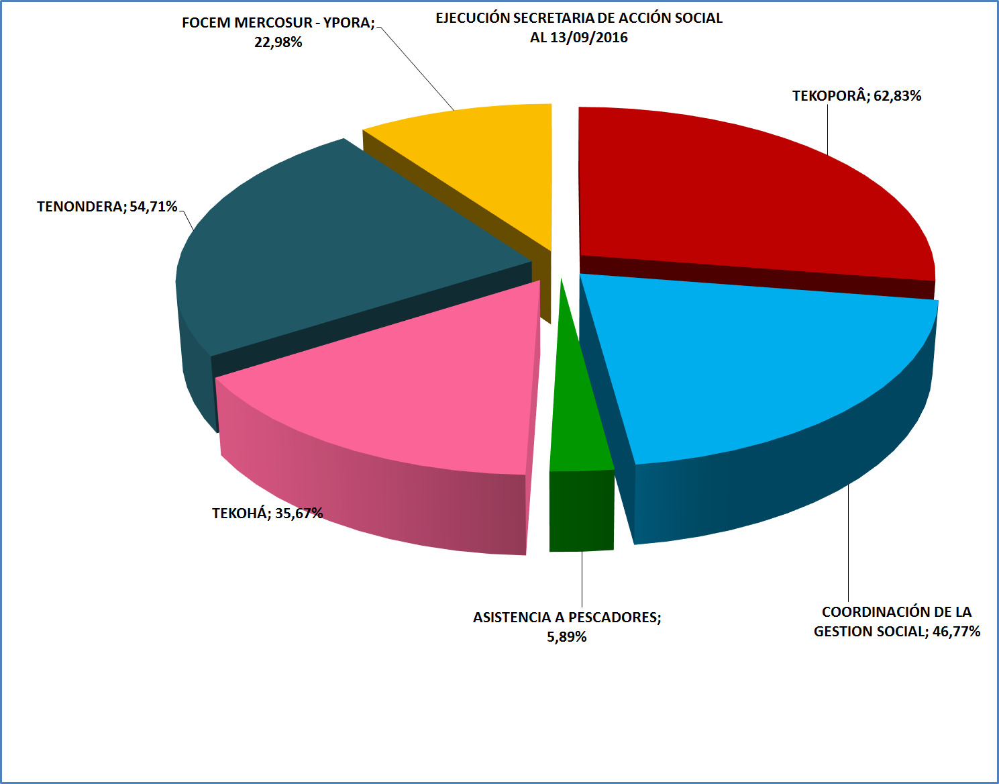 EJECUCIÓN SECRETARIA DE ACCIÓN SOCIAL
AL 13/09/2016
FOCEM MERCOSUR - YPORA;
22,98%
TEKOPORÂ; 62,83%
TENONDERA; 54,71%
TEKOHÁ; 35,67%
ASISTENCIA A PESCADORES;
5,89%
COORDINACIÓN DE LA
GESTION SOCIAL; 46,77%